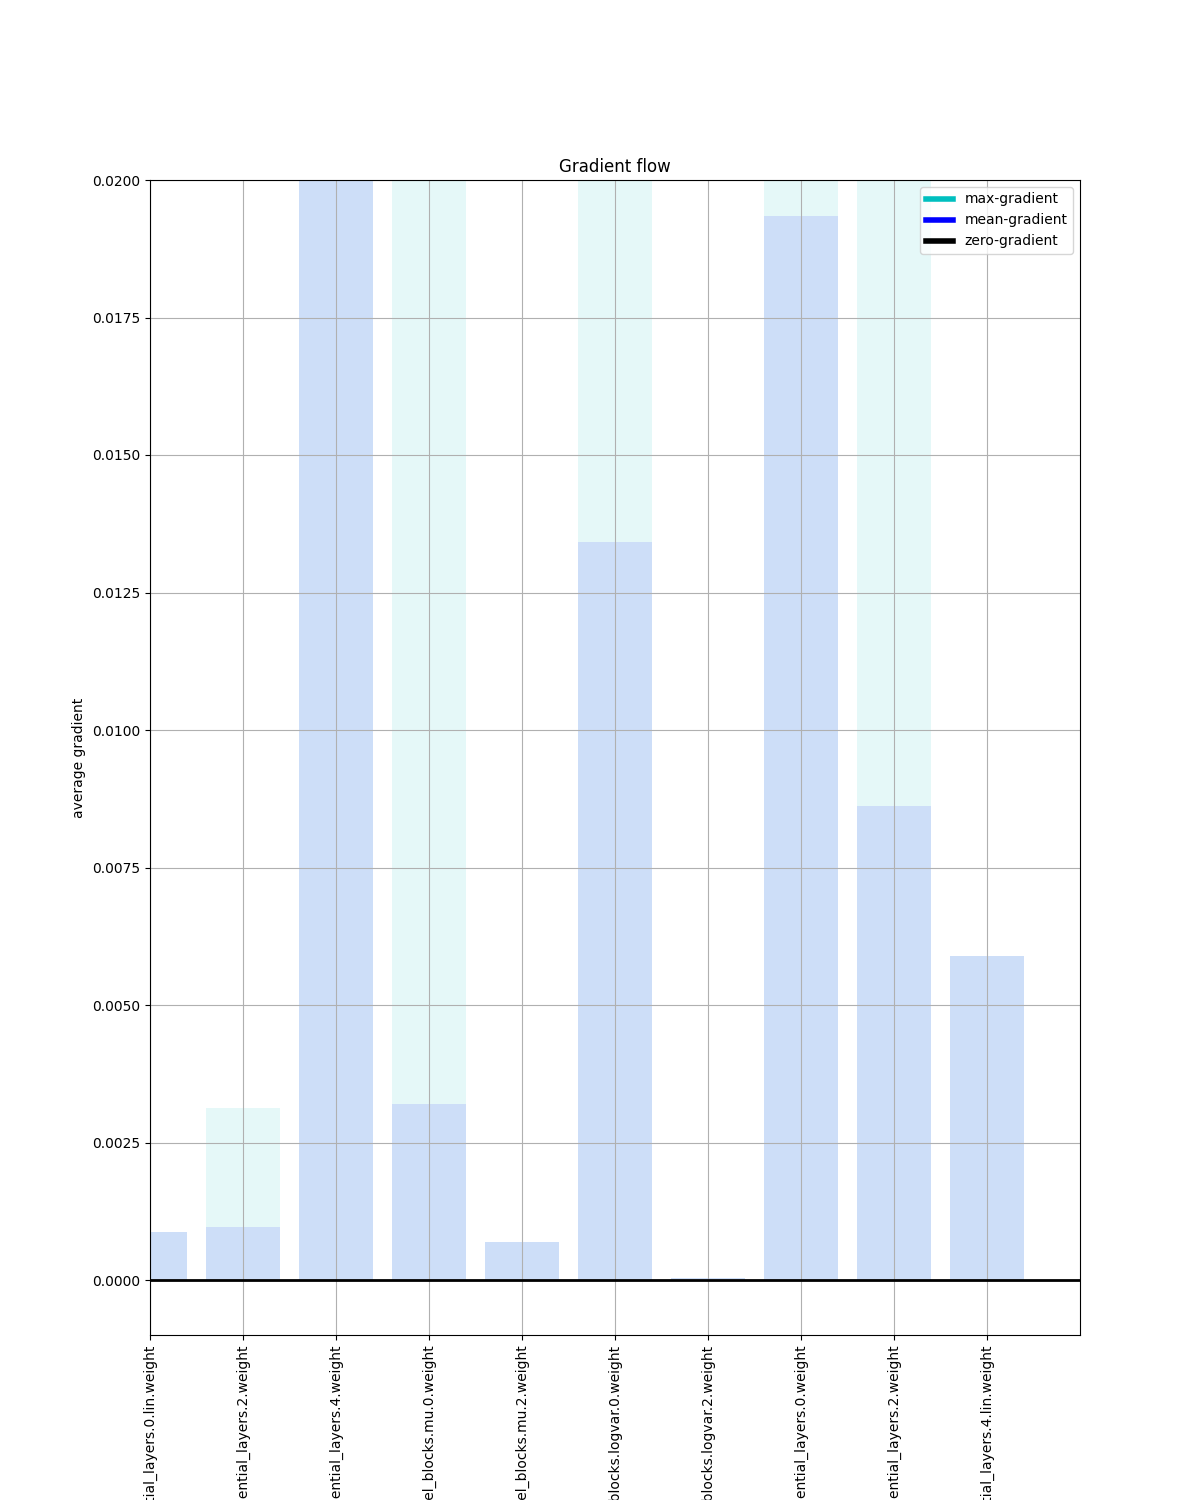 Gradient flow
max-gradient
mean-gradient
zero-gradient
average gradient
0.0200
0.0175
0.0150
0.0125
0.0100
0.0075
0.0050
0.0025
0.0000
tial_layers.0.lin.weight
ential_layers.2.weight
ential_layers.4.weight
el_blocks.mu.0.weight
el_blocks.mu.2.weight
blocks.logvar.0.weight
blocks.logvar.2.weight
ential_layers.0.weight
ential_layers.2.weight
tial_layers.4.lin.weight